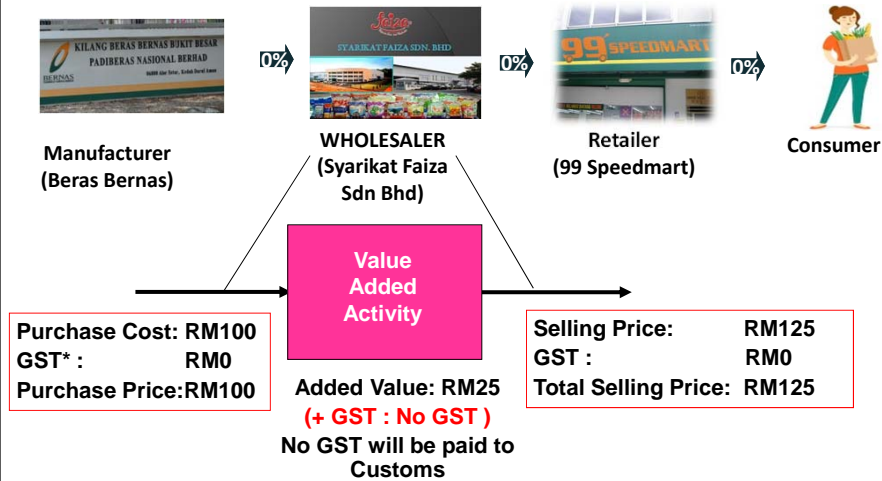 KILANG BERAS BERNAS BUKIT BESAR
PADIBERAS NASIONAL BERHAD
BERNAS
0%
Faiza
SYARIKAT FAIZA SDN. BHD
0%
99 SPEEDMART
0%
Manufacturer
(Beras Bernas)
WHOLESALER
(Syarikat Faiza
Sdn Bhd)
Retailer
(99 Speedmart)
Consumer
Value
Added
Activity
Purchase Cost: RM100
GST* : RM0
Purchase Price:RM100
Added Value: RM25
(+ GST : No GST )
No GST will be paid to
Customs
Selling Price: RM125
GST : RM0
Total Selling Price: RM125